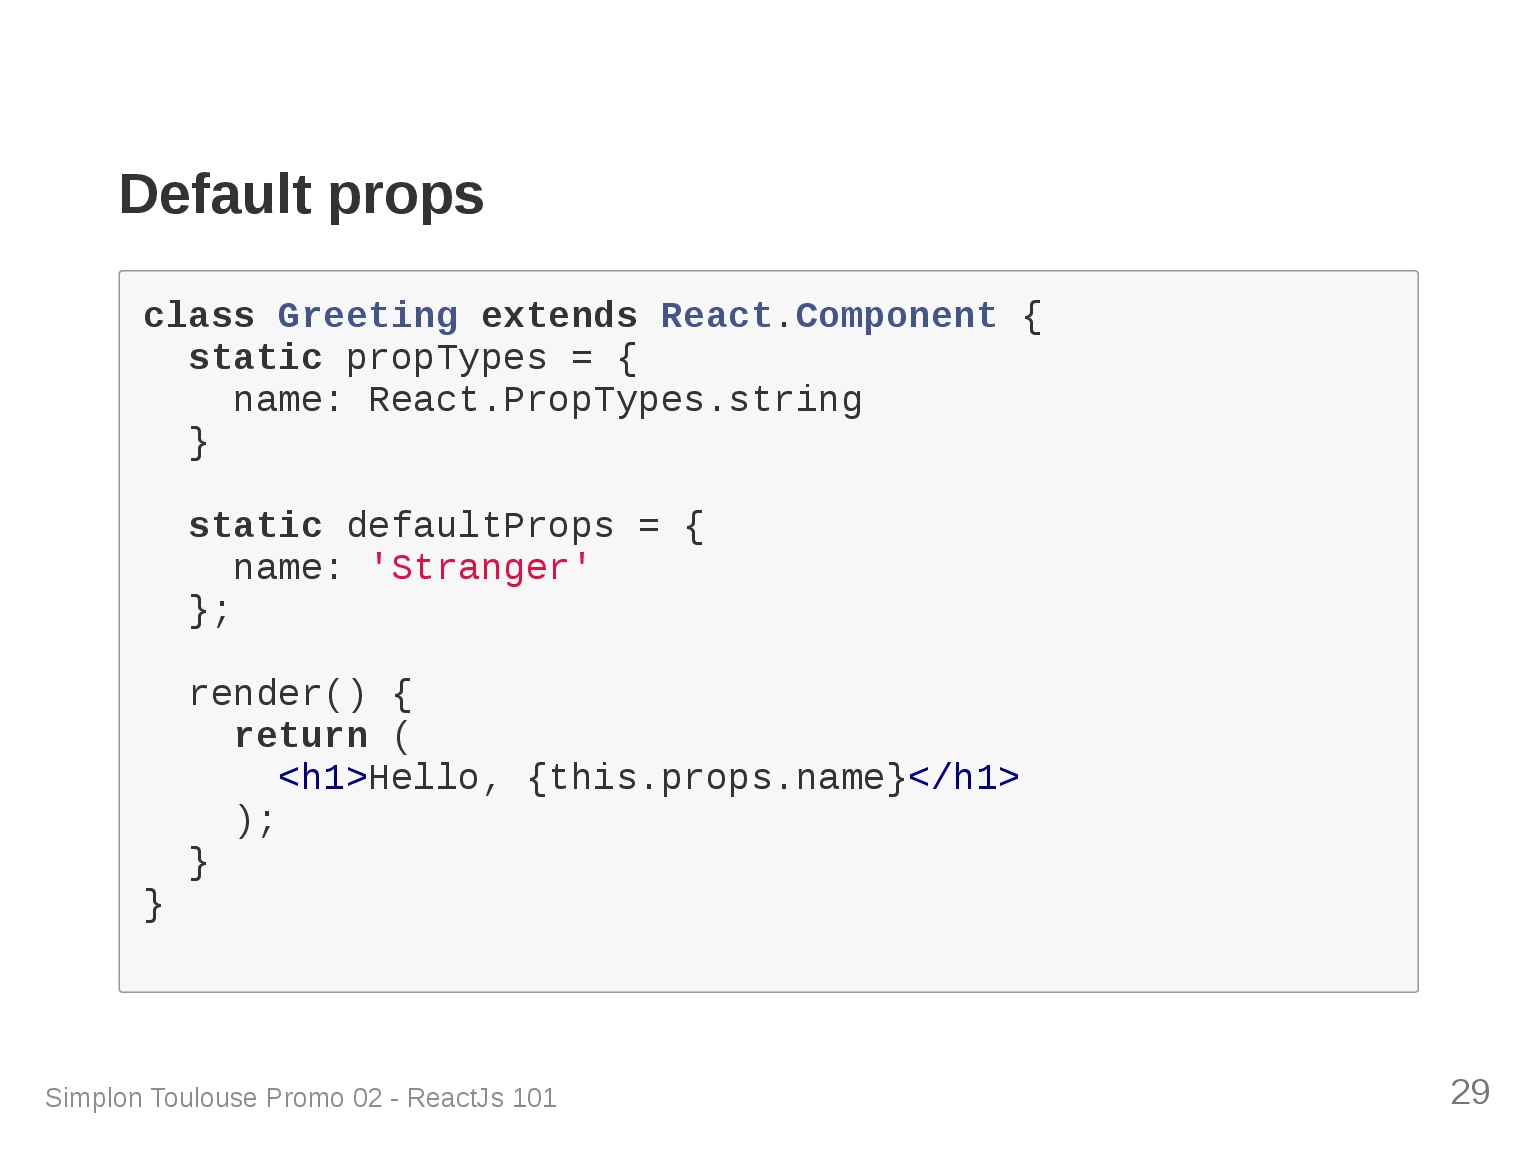 Default props
class Greeting extends React.Component {
  static propTypes = {
    name: React.PropTypes.string
  }

  static defaultProps = {
    name: 'Stranger'
  };

  render() {
    return (
      <h1>Hello, {this.props.name}</h1>
    );
  }
}
Simplon Toulouse Promo 02 - ReactJs 101
29